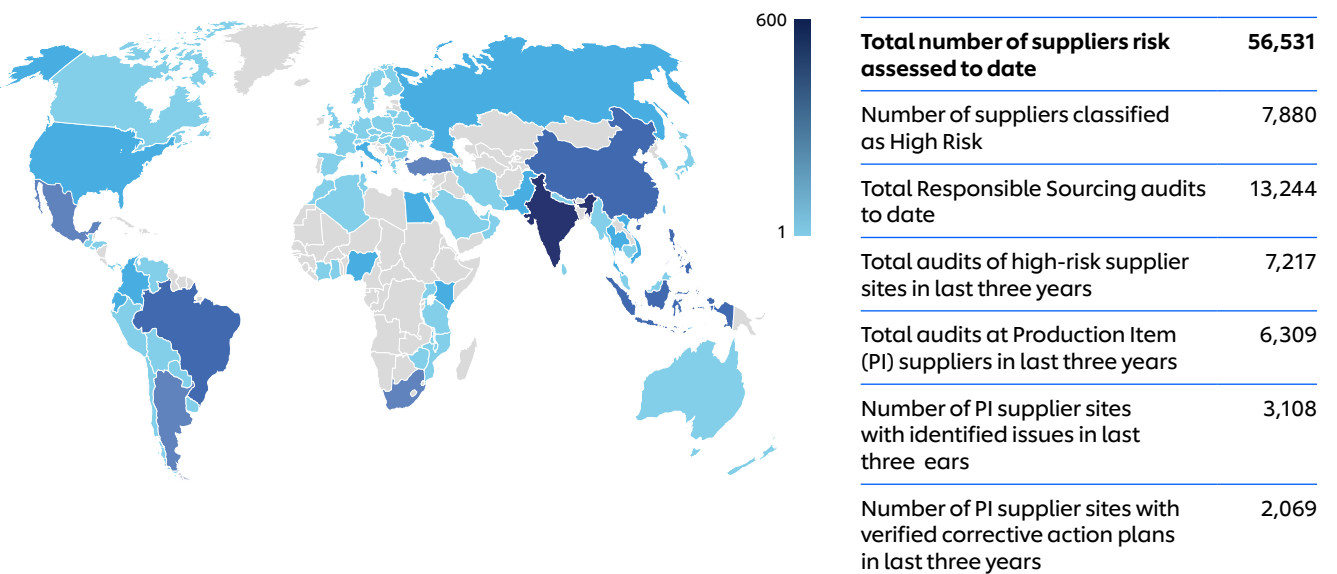 600
1
Total number of suppliers risk 56,531
assessed to date
Number of suppliers classified 7,880
as High Risk
Total Responsible Sourcing audits 13,244
to date
Total audits of high-risk supplier 7,217
sites in last three years
Total audits at Production Item 6,309
(PI) suppliers in last three years
Number of PI supplier sites 3,108
with identified issues in last
three ears
Number of PI supplier sites with 2,069
verified corrective action plans
in last three years